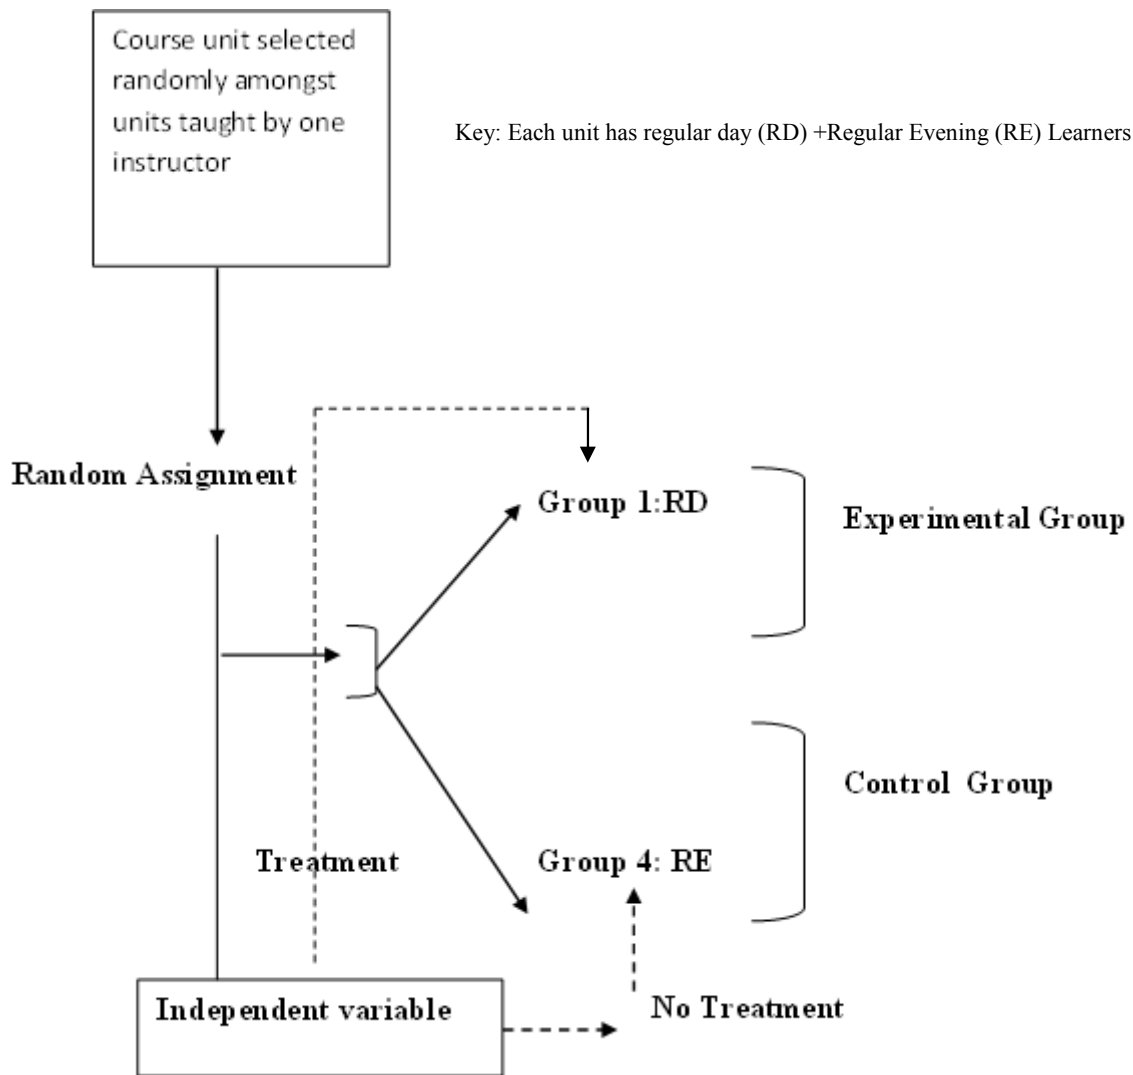 Course unit selected
randomly amongst
units taught by one
instructor
Key: Each unit has regular day (RD) +Regular Evening (RE) Learners
Random Assignment
Group 1:RD
Experimental Group
Control Group
Treatment
Group 4: RE
Independent variable
No Treatment